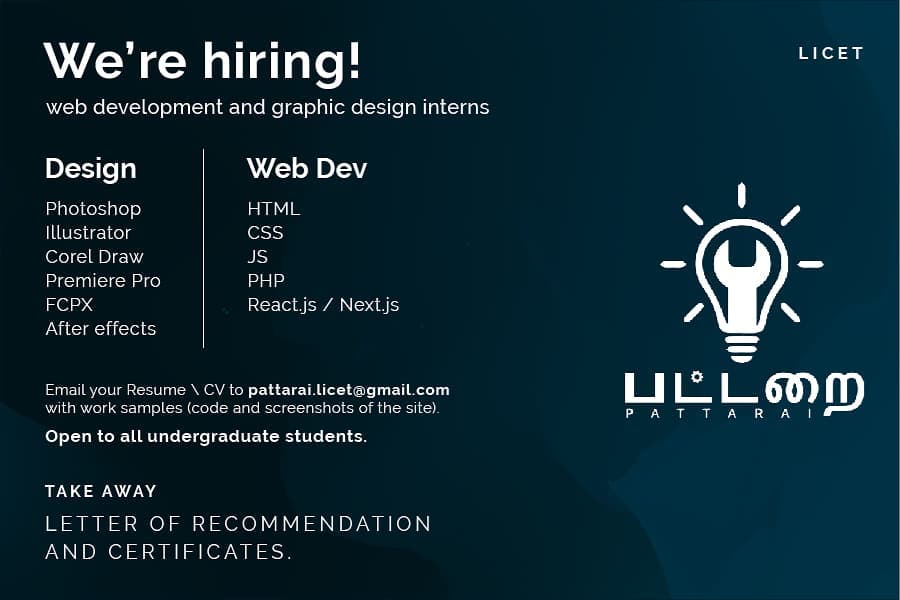 We're hiring!
LICET
web development and graphic design interns
Design
Photoshop
Illustrator
Corel Draw
Premiere Pro
FCPX
After effects
Web Dev
HTML
CSS
JS
PHP
React.js / Next.js
பட்டறை
PATTARAI
Email your Resume \ CV to pattarai.licet@gmail.com
with work samples (code and screenshots of the site).
Open to all undergraduate students.
TAKE AWAY
LETTER OF RECOMMENDATION
AND CERTIFICATES.